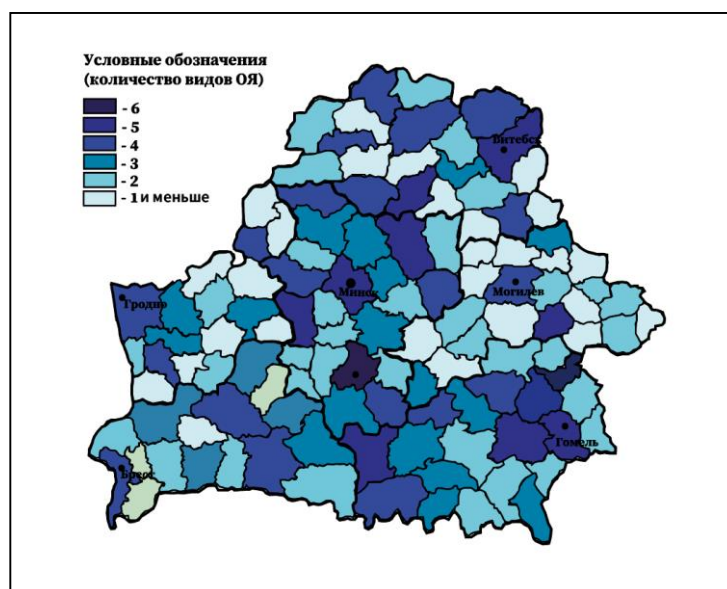 Условные обозначения
(количество видов ОЯ)
- 6
- 5
- 4
- 3
- 2
- 1 и меньше
Витебск
Минск
Гродно
Могилев
Гомель
Брест